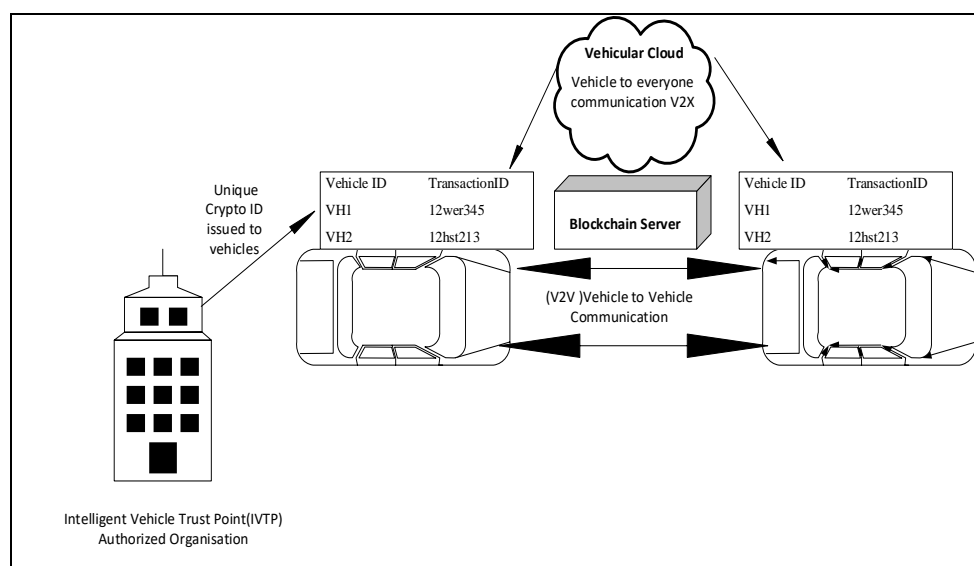 Vehicular Cloud
Vehicle to everyone
communication V2X
Unique
Crypto ID
issued to
vehicles
Vehicle ID TransactionID
VH1 12wer345
VH2 12hst213
Blockchain Server
Vehicle ID TransactionID
VH1 12wer345
VH2 12hst213
(V2V )Vehicle to Vehicle
Communication
Intelligent Vehicle Trust Point(IVTP)
Authorized Organisation